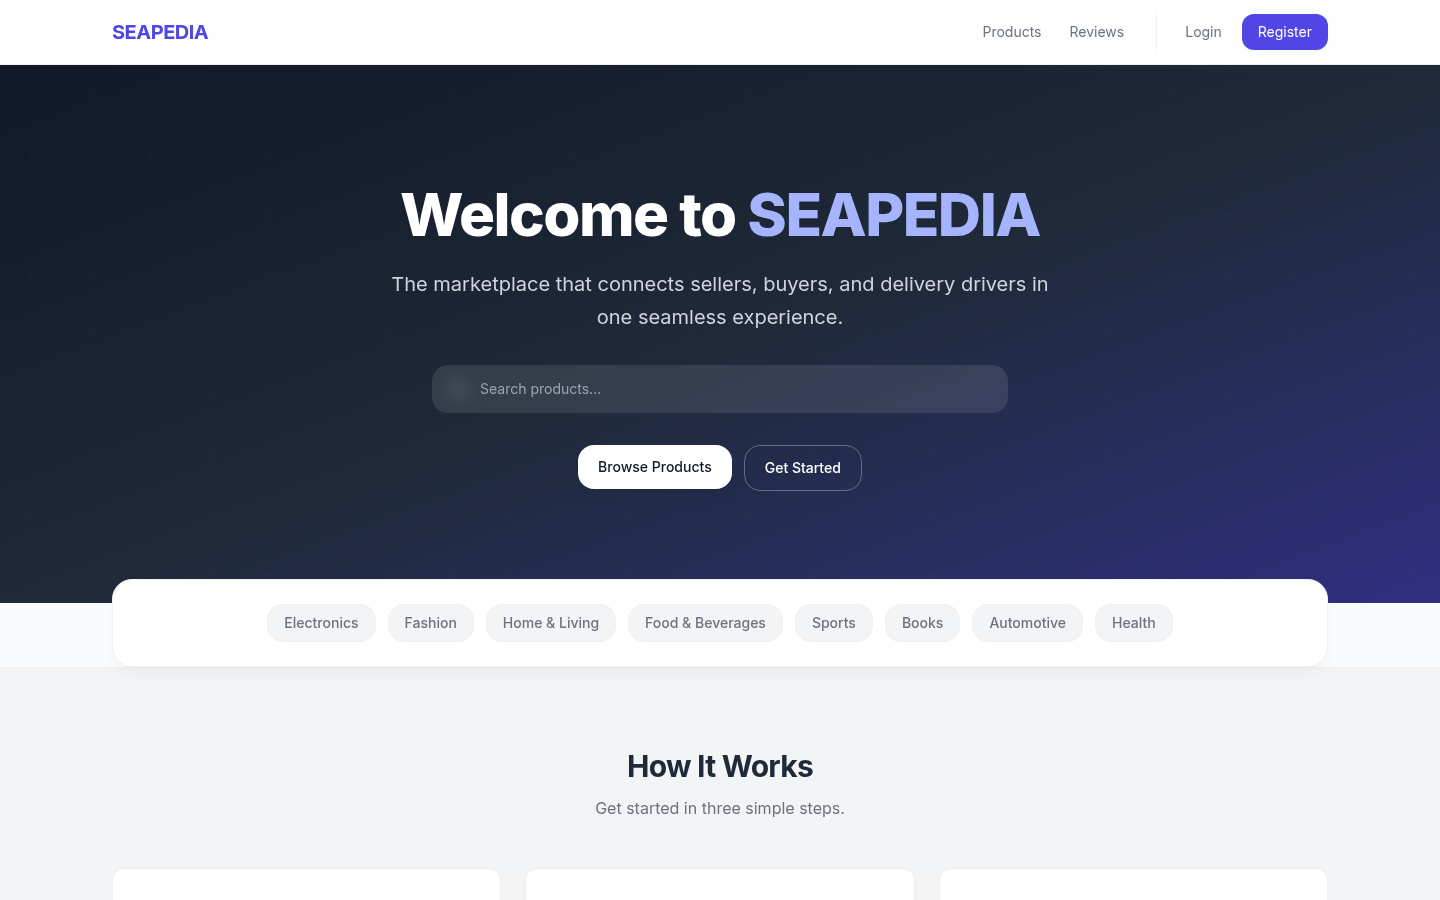 SEAPEDIA
Products
Reviews
Login
Register
Welcome to SEAPEDIA
The marketplace that connects sellers, buyers, and delivery drivers in
one seamless experience.
Search products...
Browse Products
Get Started
Electronics
Fashion
Home & Living
Food & Beverages
Sports
Books
Automotive
Health
How It Works
Get started in three simple steps.